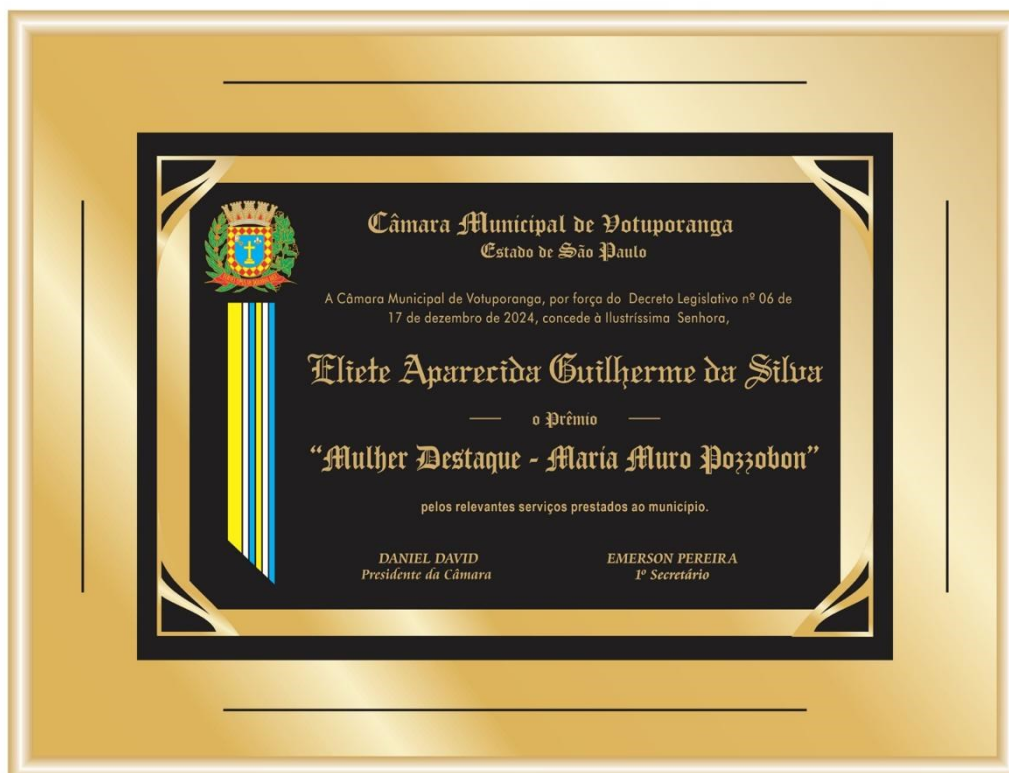 Câmara Municipal de Votuporanga
Estado de São Paulo
A Câmara Municipal de Votuporanga, por força do Decreto Legislativo nº 06 de
17 de dezembro de 2024, concede à Ilustríssima Senhora,
Eliete Aparecida Guilherme da Silva
o Prêmio
“Mulher Destaque - Maria Muro Pozzobon”
pelos relevantes serviços prestados ao município.
DANIEL DAVID
Presidente da Câmara
EMERSON PEREIRA
1º Secretário